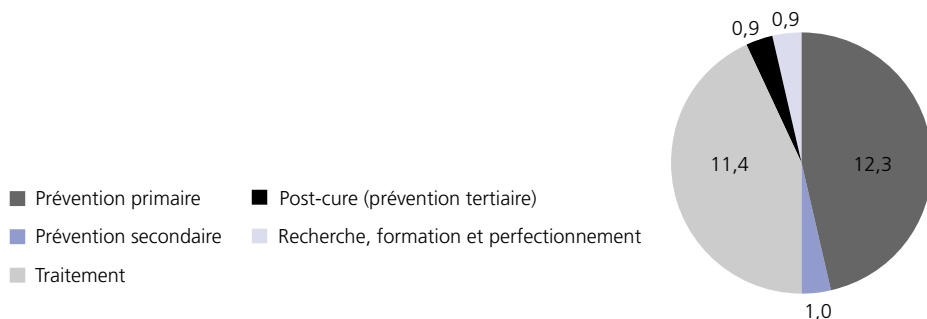 0,9 0,9
11,4 12,3
1,0
Prévention primaire
Prévention secondaire
Traitement
Post-cure (prévention tertiaire)
Recherche, formation et perfectionnement